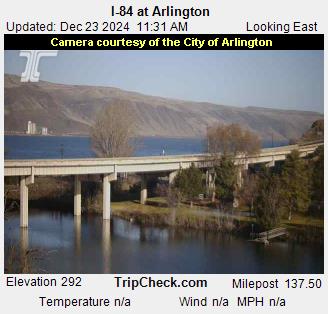 I-84 at Arlington
Updated: Dec 23 2024 11:31 AM Looking East
Camera courtesy of the City of Arlington
Elevation 292 TripCheck.com Milepost 137.50
Temperature n/a Wind n/a MPH n/a